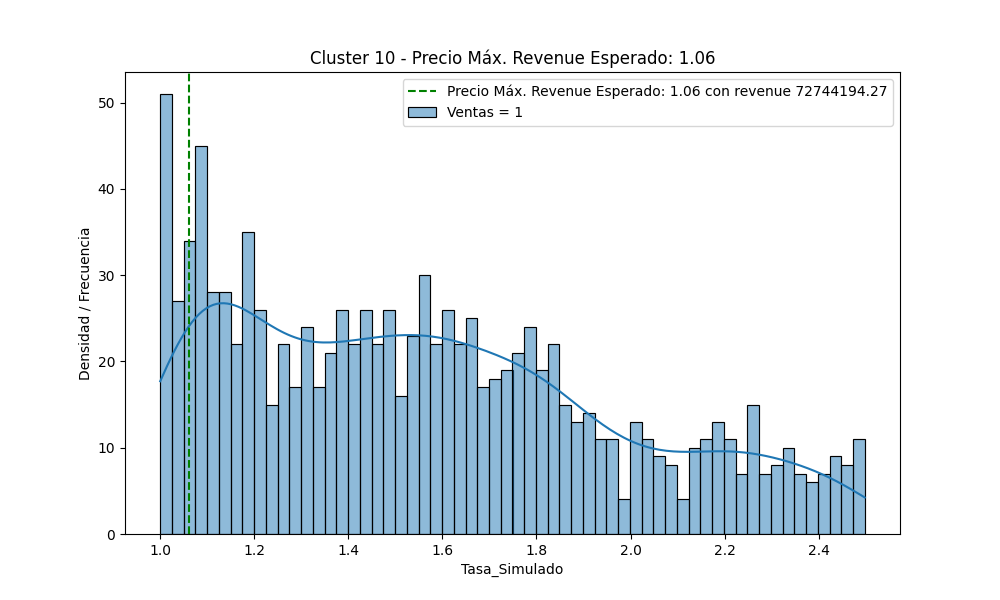 Cluster 10 - Precio Máx. Revenue Esperado: 1.06
Precio Máx. Revenue Esperado: 1.06 con revenue 72744194.27
Ventas = 1
Densidad / Frecuencia
50
40
30
20
10
0
1.0 1.2 1.4 1.6 1.8 2.0 2.2 2.4
Tasa_Simulado